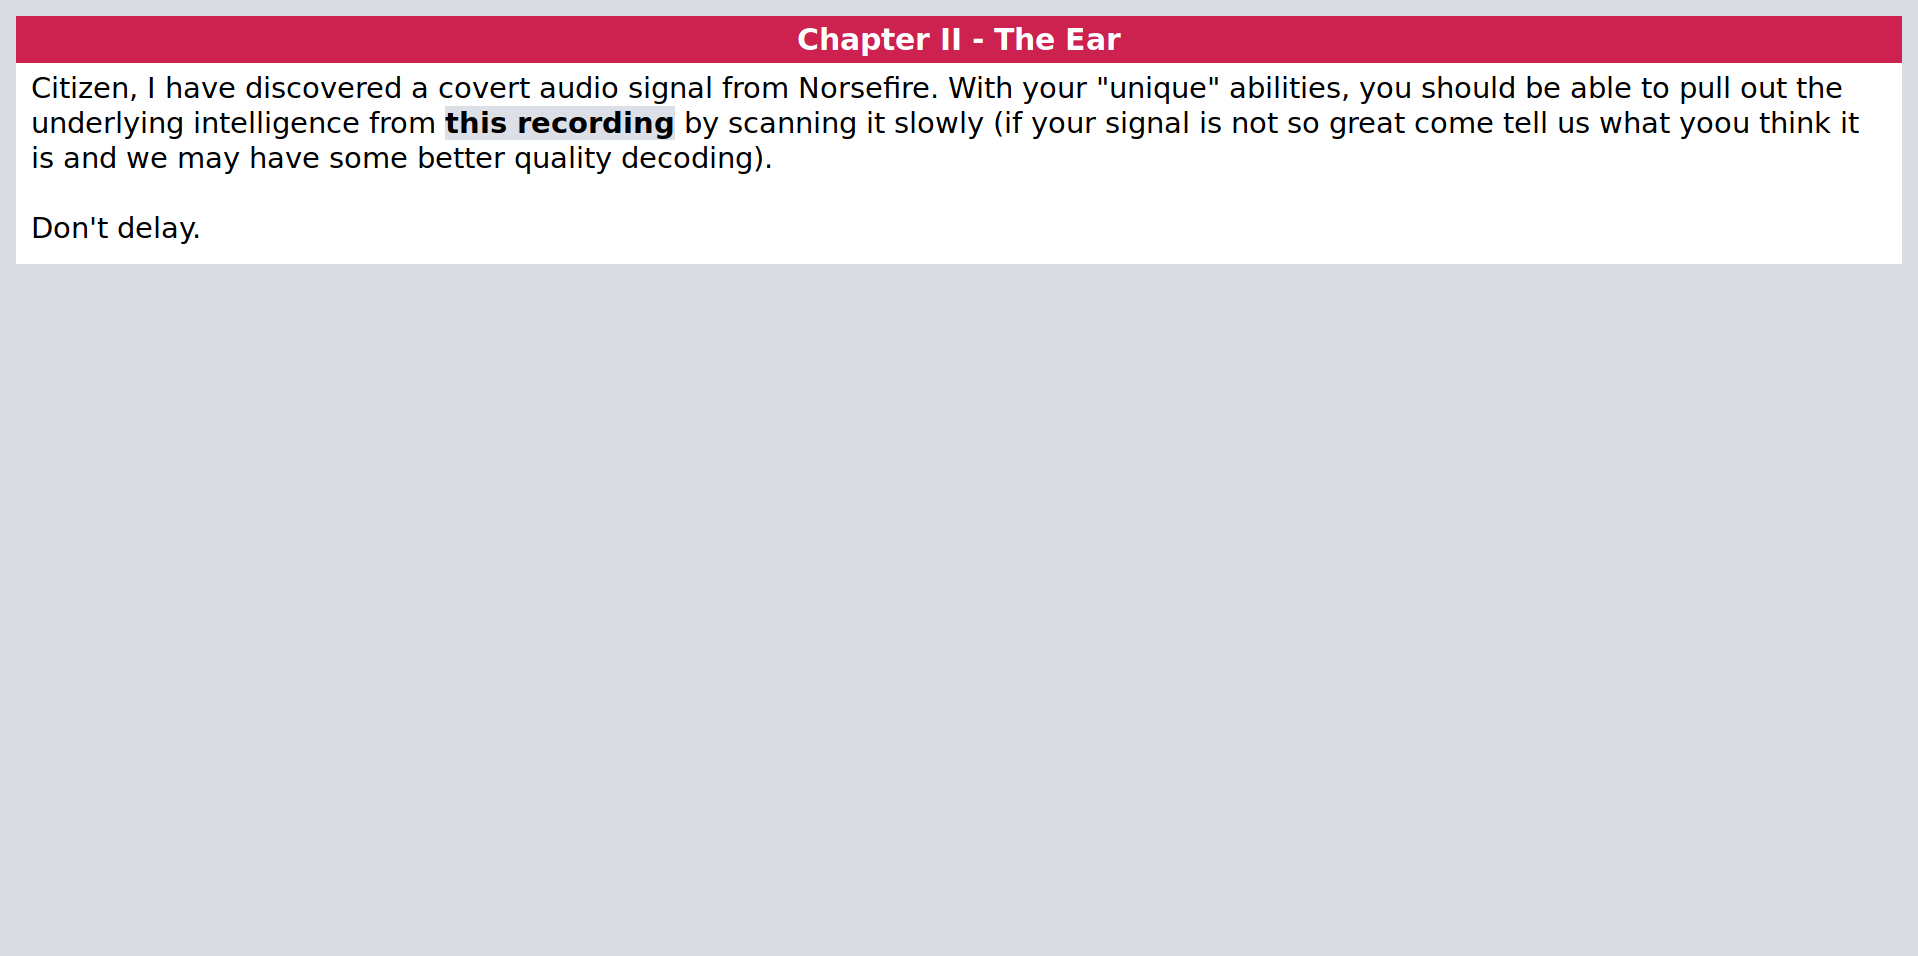 Chapter II - The Ear
Citizen, I have discovered a covert audio signal from Norsefire. With your "unique" abilities, you should be able to pull out the
underlying intelligence from this recording by scanning it slowly (if your signal is not so great come tell us what yoou think it
is and we may have some better quality decoding).
Don't delay.